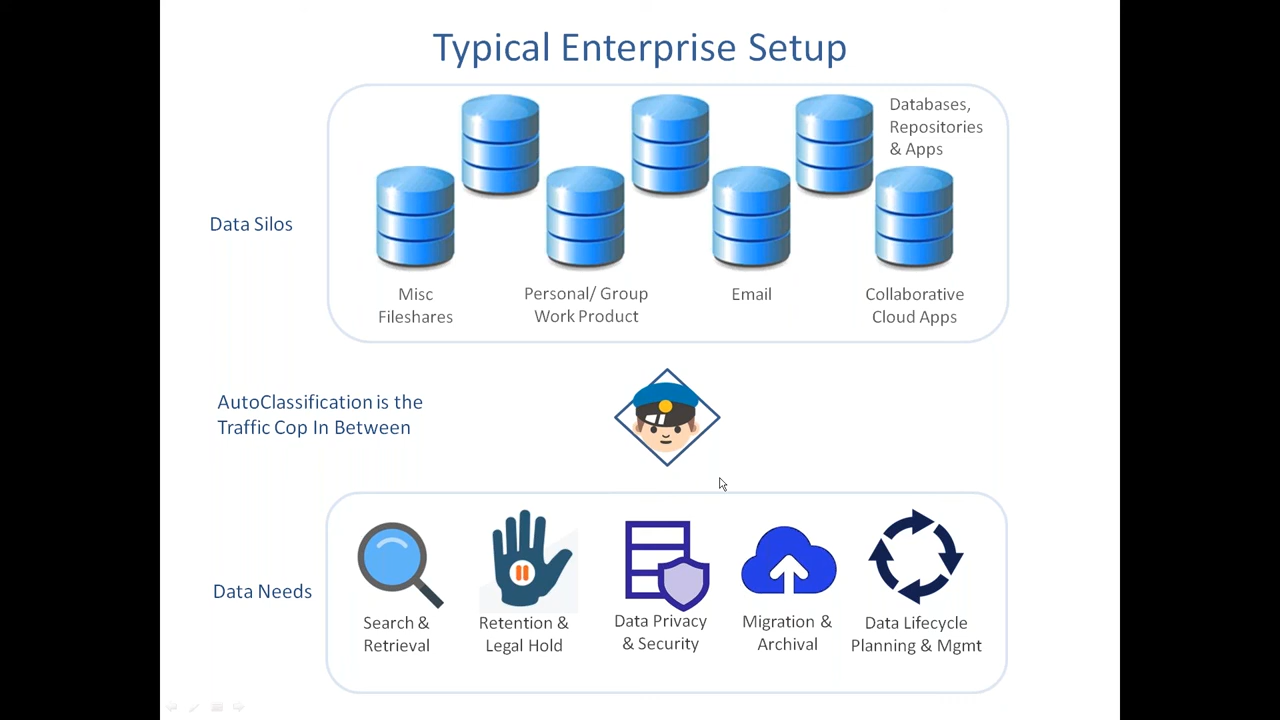 Typical Enterprise Setup
Databases,
Repositories
& Apps
Data Silos
Misc
Fileshares
Personal/ Group
Work Product
Email
Collaborative
Cloud Apps
AutoClassification is the
Traffic Cop In Between
Data Needs
Search &
Retrieval
Retention &
Legal Hold
Data Privacy
& Security
Migration &
Archival
Data Lifecycle
Planning & Mgmt